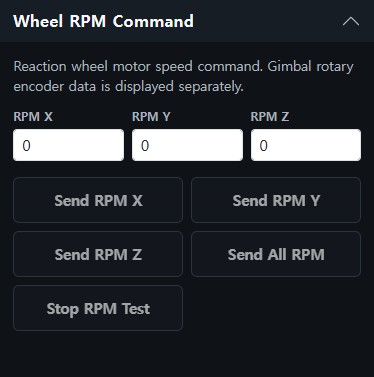 Wheel RPM Command
Reaction wheel motor speed command. Gimbal rotary
encoder data is displayed separately.
RPM X RPM Y RPM Z
0 0 0
Send RPM X Send RPM Y
Send RPM Z Send All RPM
Stop RPM Test